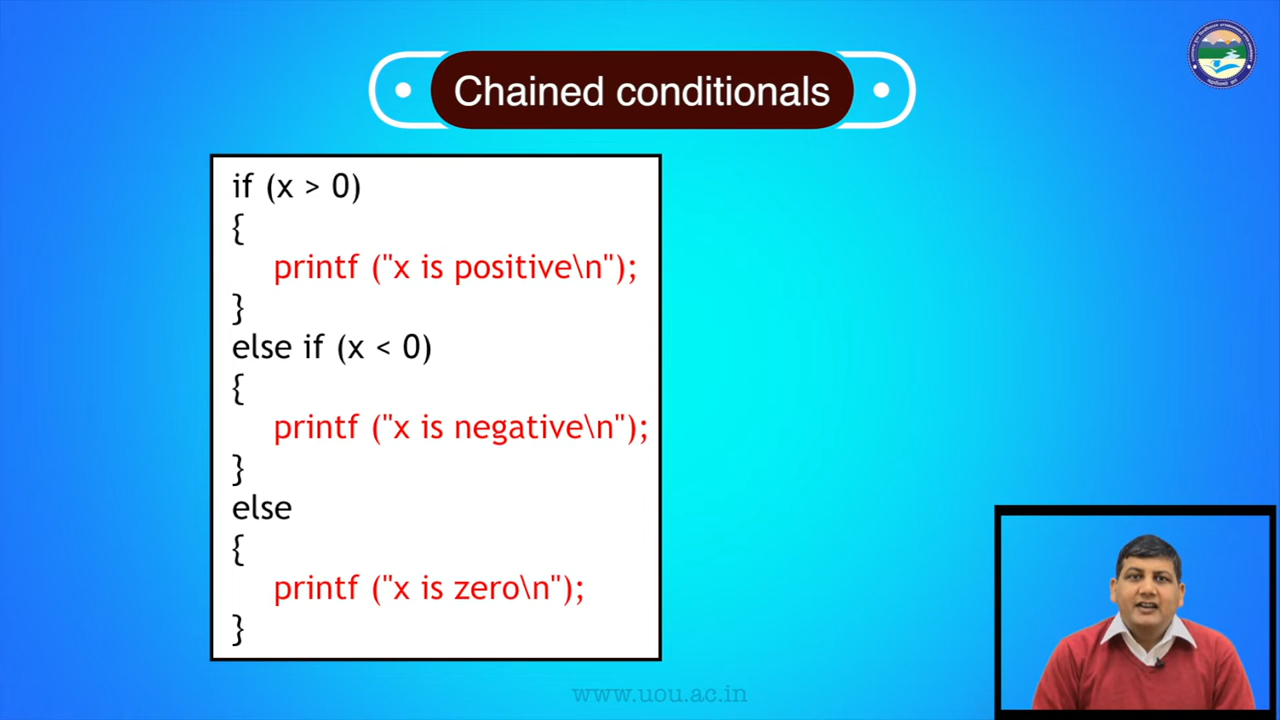 Chained conditionals
if (x > 0)
{
printf ("x is positive\n");
}
else if (x < 0)
{
printf ("x is negative\n");
}
else
{
printf ("x is zero\n");
}
www.uou.ac.in